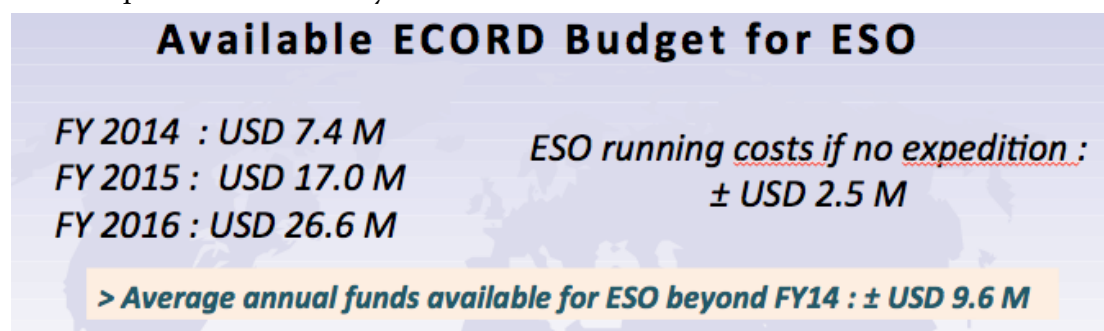 Available ECORD Budget for ESO
FY 2014 : USD 7.4 M
FY 2015 : USD 17.0 M
FY 2016 : USD 26.6 M
ESO running costs if no expedition :
± USD 2.5 M
> Average annual funds available for ESO beyond FY14 : ± USD 9.6 M